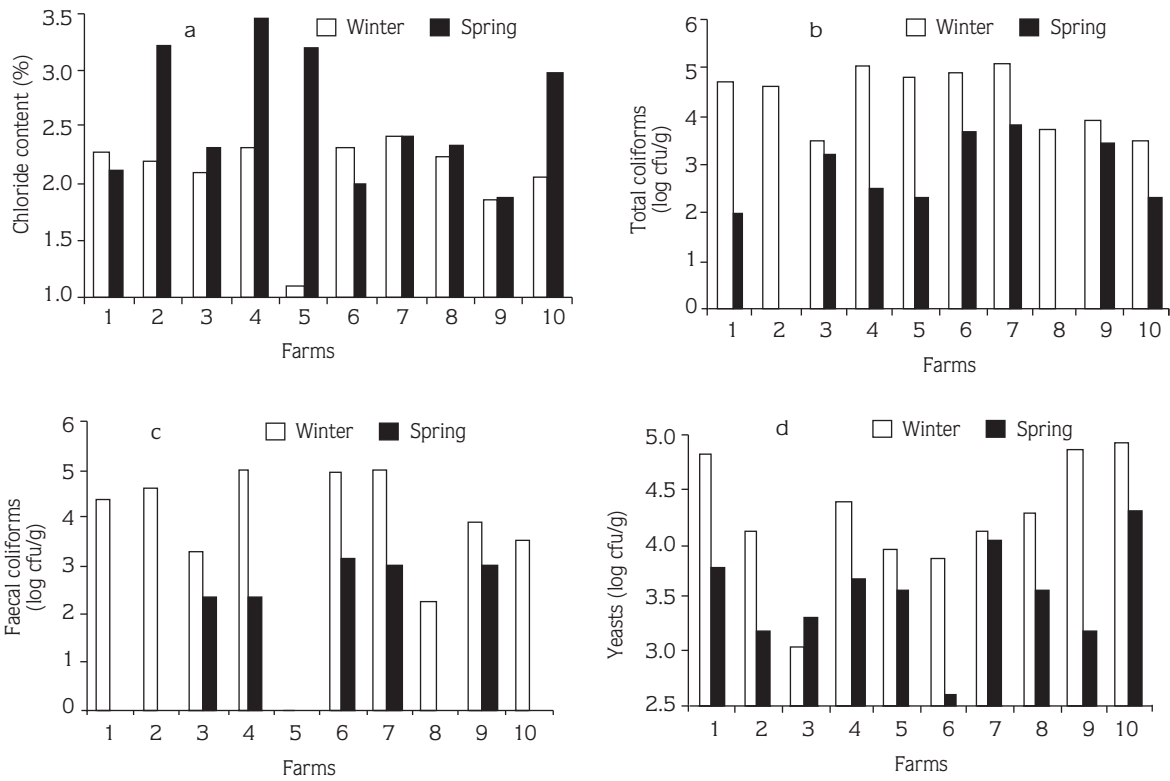 a
Winter Spring
Chloride content (%)
3.5
3.0
2.5
2.0
1.5
1.0
1 2 3 4 5 6 7 8 9 10
Farms
b
Winter Spring
Total coliforms
(log cfu/g)
6
5
4
3
2
1
0
1 2 3 4 5 6 7 8 9 10
Farms
c
Winter Spring
Faecal coliforms
(log cfu/g)
6
5
4
3
2
1
0
1 2 3 4 5 6 7 8 9 10
Farms
d
Winter Spring
Yeasts (log cfu/g)
5.0
4.5
4.0
3.5
3.0
2.5
1 2 3 4 5 6 7 8 9 10
Farms